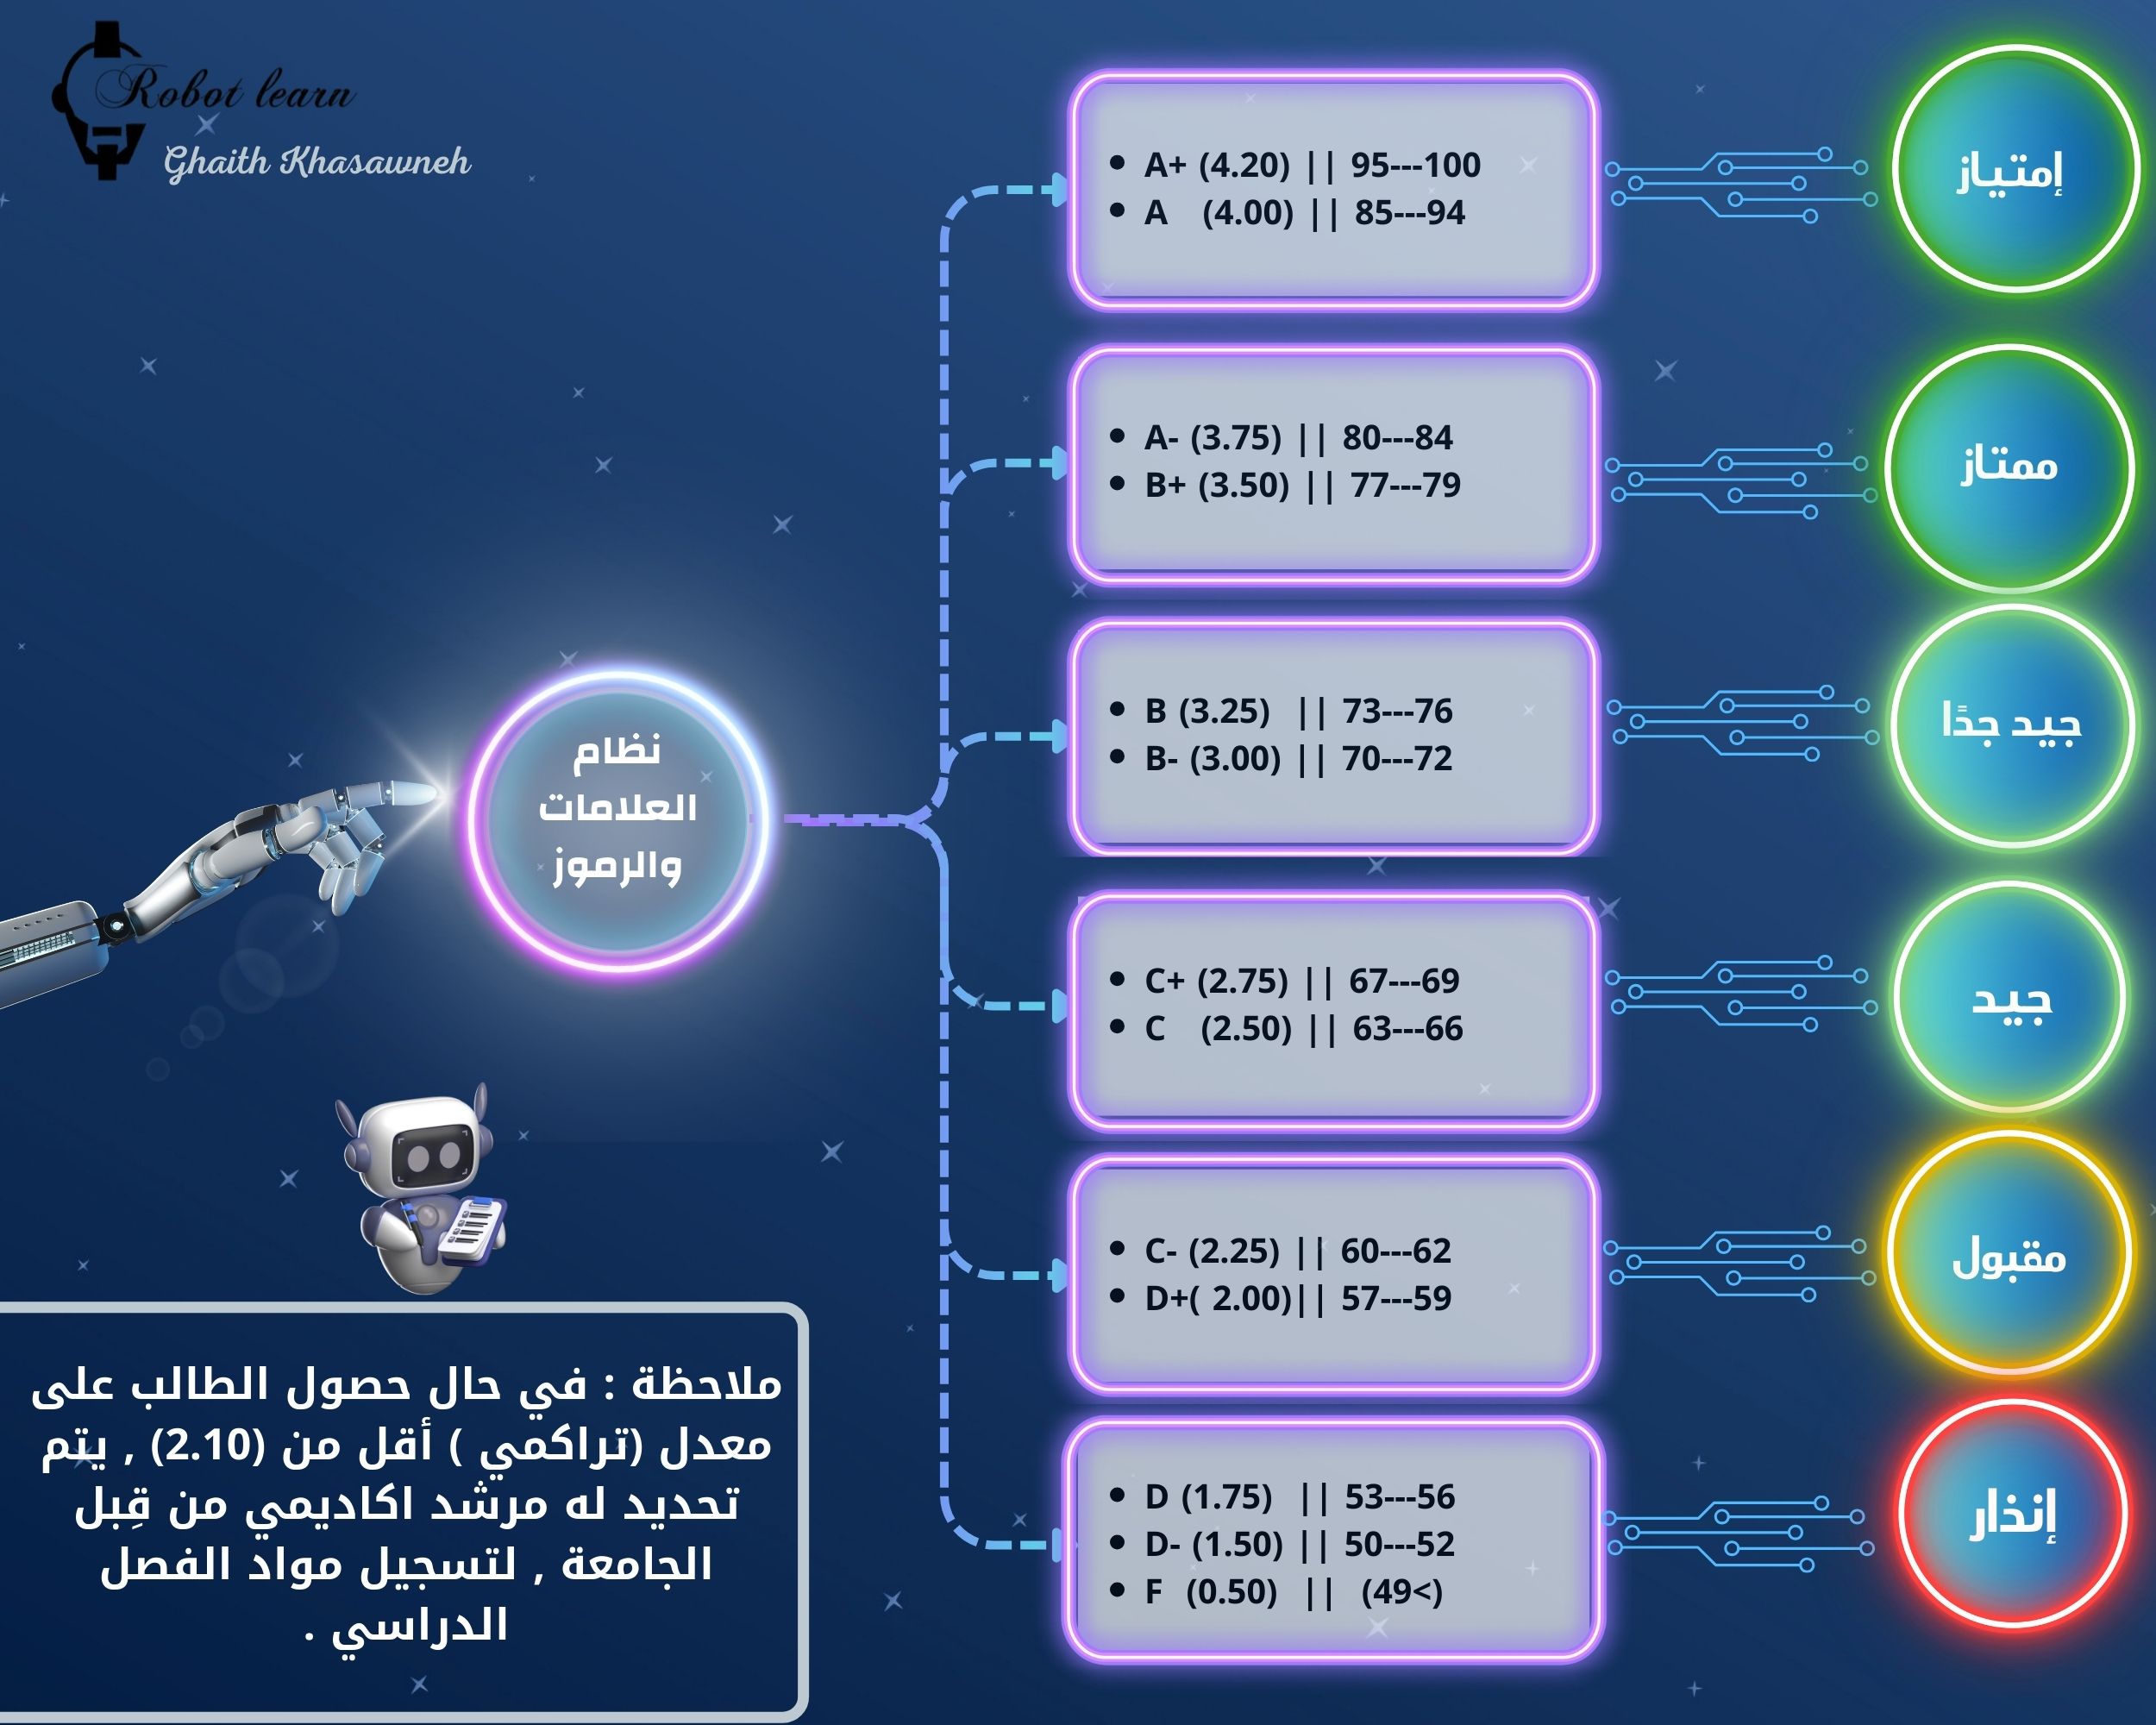 Robot learn
Ghaith Khasawneh
نظام
العلامات
والرموز
• A+ (4.20) || 95---100
• A (4.00) || 85---94
إمتياز
• A- (3.75) || 80---84
• B+ (3.50) || 77---79
ممتاز
• B (3.25) || 73---76
• B- (3.00) || 70---72
جيد جدًا
• C+ (2.75) || 67---69
• C (2.50) || 63---66
جيد
• C- (2.25) || 60---62
• D+( 2.00)|| 57---59
مقبول
• D (1.75) || 53---56
• D- (1.50) || 50---52
• F (0.50) || (49<)
إنذار
ملاحظة : في حال حصول الطالب على
معدل (تراكمي ) أقل من (2.10) , يتم
تحديد له مرشد اكاديمي من قِبل
الجامعة , لتسجيل مواد الفصل
الدراسي .